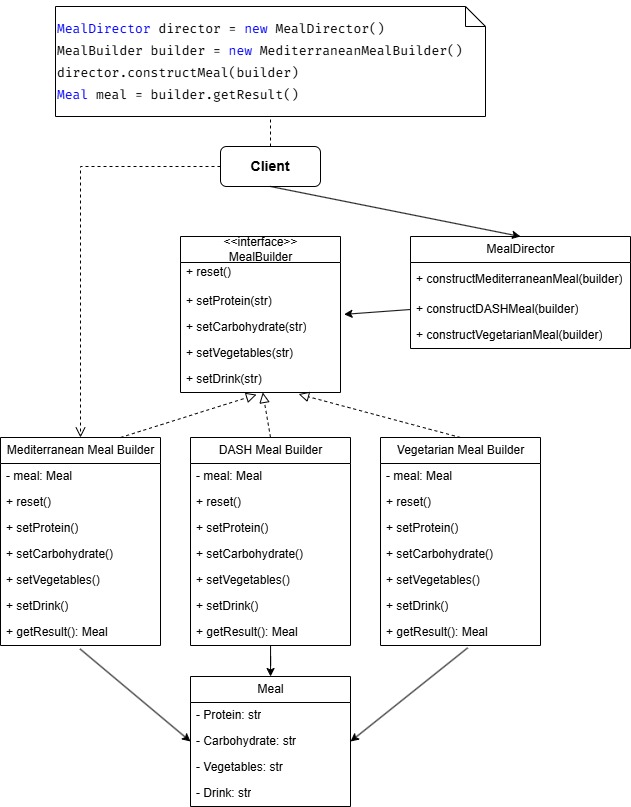 MealDirector director = new MealDirector()
MealBuilder builder = new MediterraneanMealBuilder()
director.constructMeal(builder)
Meal meal = builder.getResult()
Client
<<interface>>
MealBuilder
+ reset()
+ setProtein(str)
+ setCarbohydrate(str)
+ setVegetables(str)
+ setDrink(str)
MealDirector
+ constructMediterraneanMeal(builder)
+ constructDASHMeal(builder)
+ constructVegetarianMeal(builder)
Mediterranean Meal Builder
- meal: Meal
+ reset()
+ setProtein()
+ setCarbohydrate()
+ setVegetables()
+ setDrink()
+ getResult(): Meal
DASH Meal Builder
- meal: Meal
+ reset()
+ setProtein()
+ setCarbohydrate()
+ setVegetables()
+ setDrink()
+ getResult(): Meal
Vegetarian Meal Builder
- meal: Meal
+ reset()
+ setProtein()
+ setCarbohydrate()
+ setVegetables()
+ setDrink()
+ getResult(): Meal
Meal
- Protein: str
- Carbohydrate: str
- Vegetables: str
- Drink: str